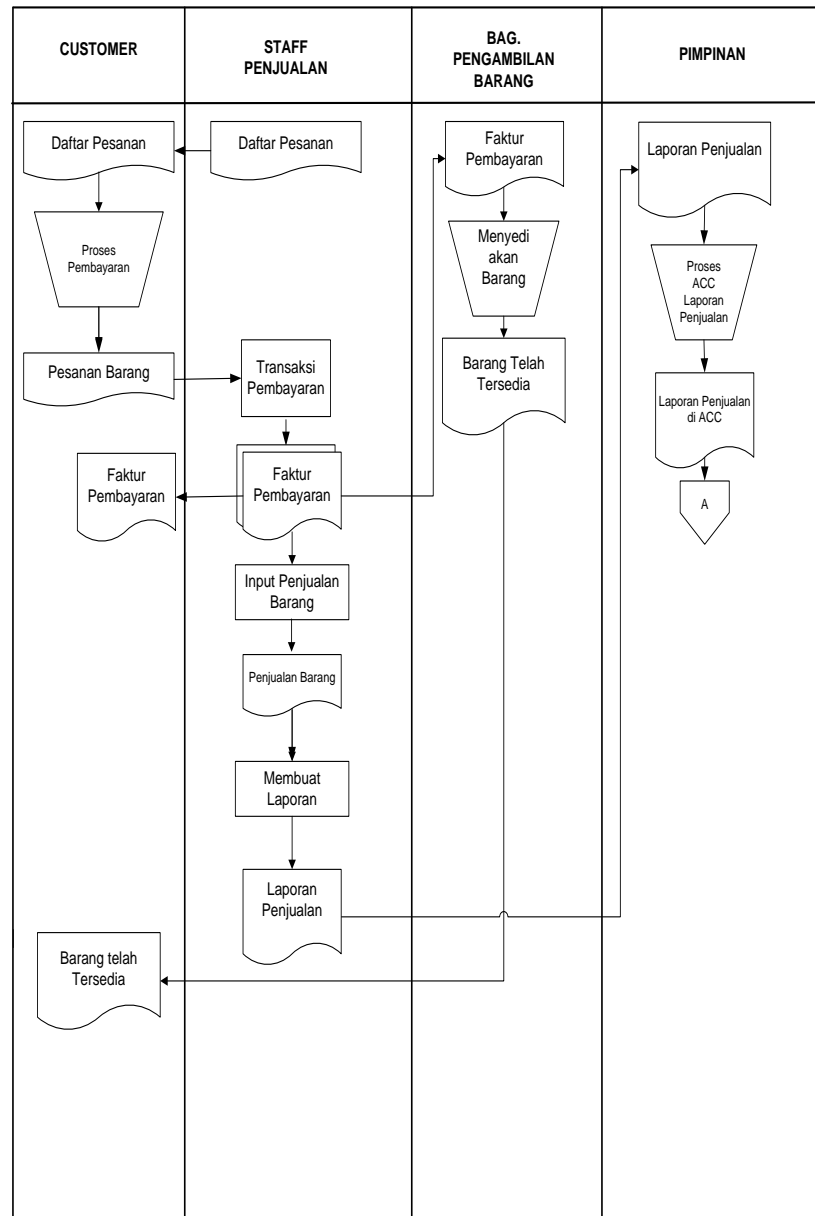 CUSTOMER
STAFF
PENJUALAN
BAG.
PENGAMBILAN
BARANG
PIMPINAN
Daftar Pesanan
Proses
Pembayaran
Pesanan Barang
Faktur
Pembayaran
Barang telah
Tersedia
Daftar Pesanan
Transaksi
Pembayaran
Faktur
Pembayaran
Input Penjualan
Barang
Penjualan Barang
Membuat
Laporan
Laporan
Penjualan
Faktur
Pembayaran
Menyedi
akan
Barang
Barang Telah
Tersedia
Laporan Penjualan
Proses
ACC
Laporan
Penjualan
Laporan Penjualan
di ACC
A